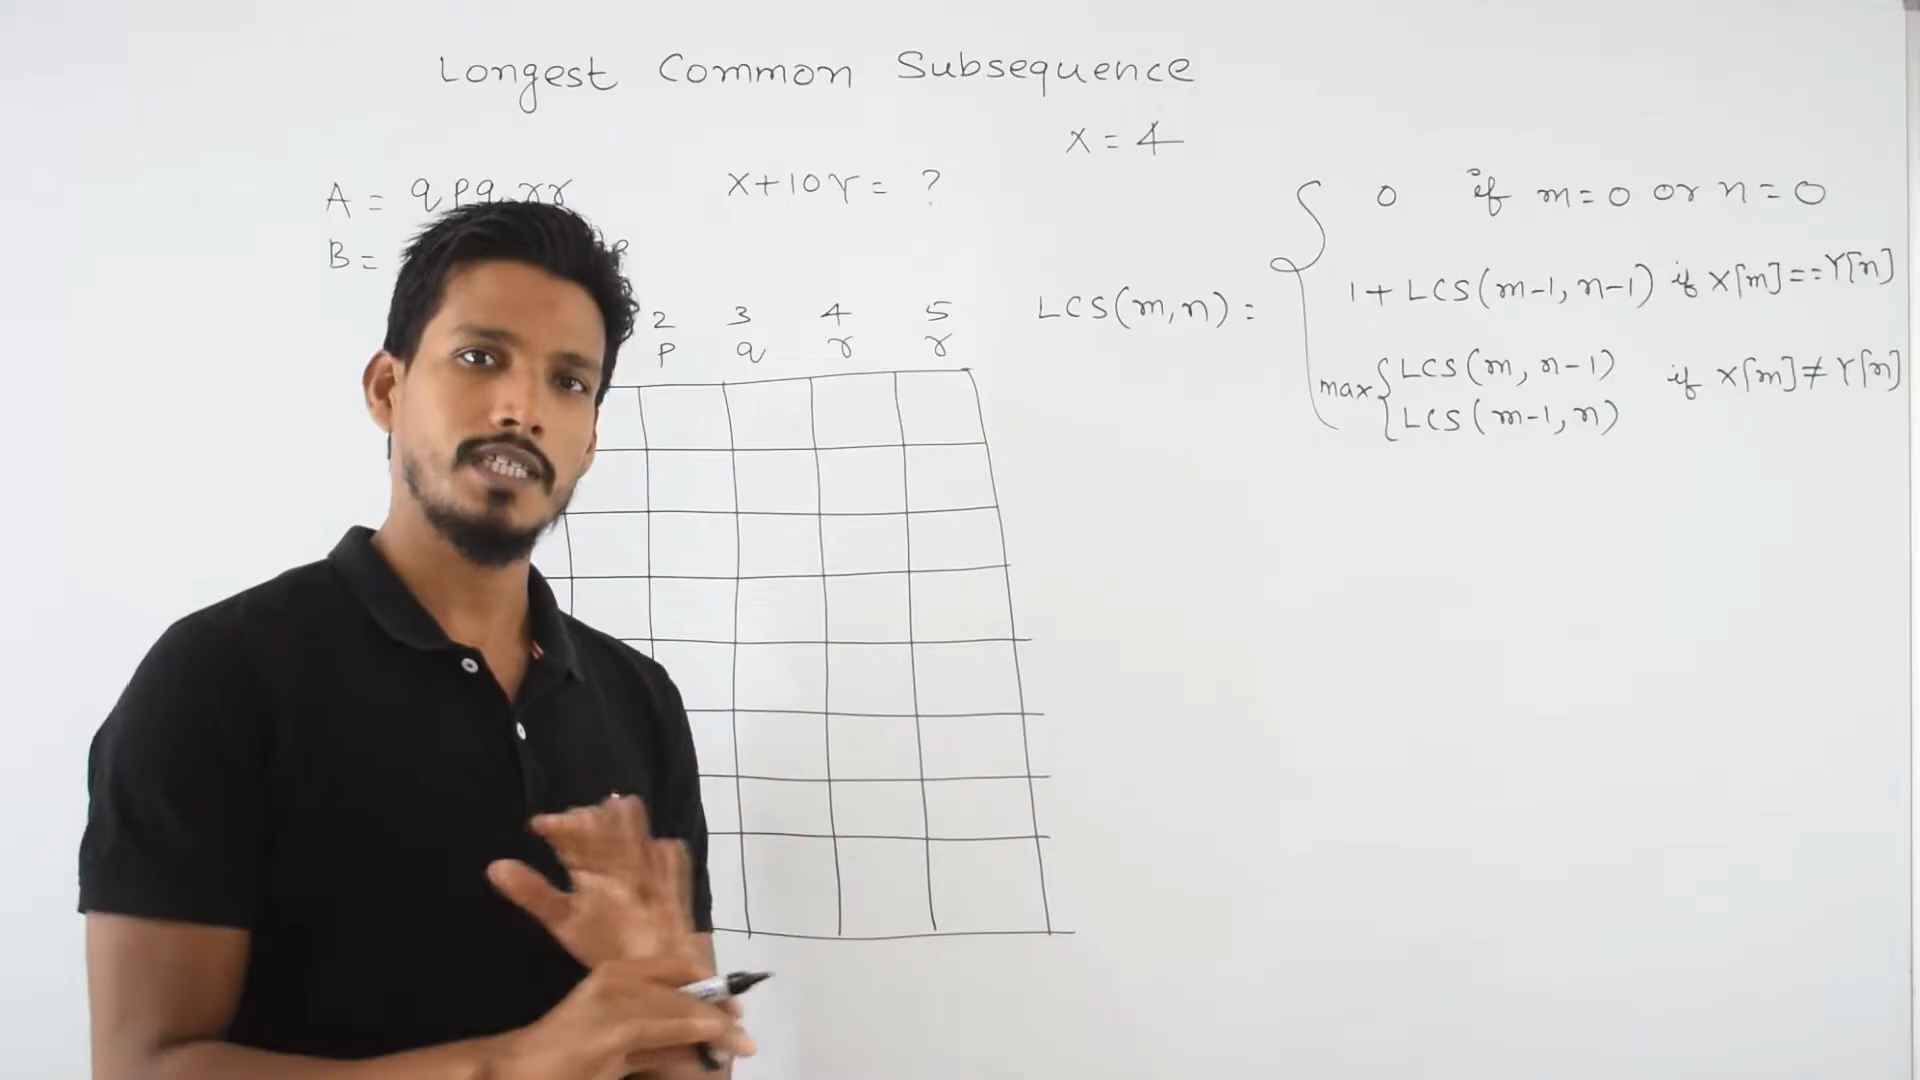 Longest Common Subsequence
X = 4
A = qpqrr
X+10Y = ?
B =
2 3 4 5
p q r r
LCS(m,n) =
0 if m=0 or n=0
1+LCS(m-1,n-1) if X[m]==Y[n]
max{LCS(m,n-1) if X[m]≠Y[n]
LCS(m-1,n)